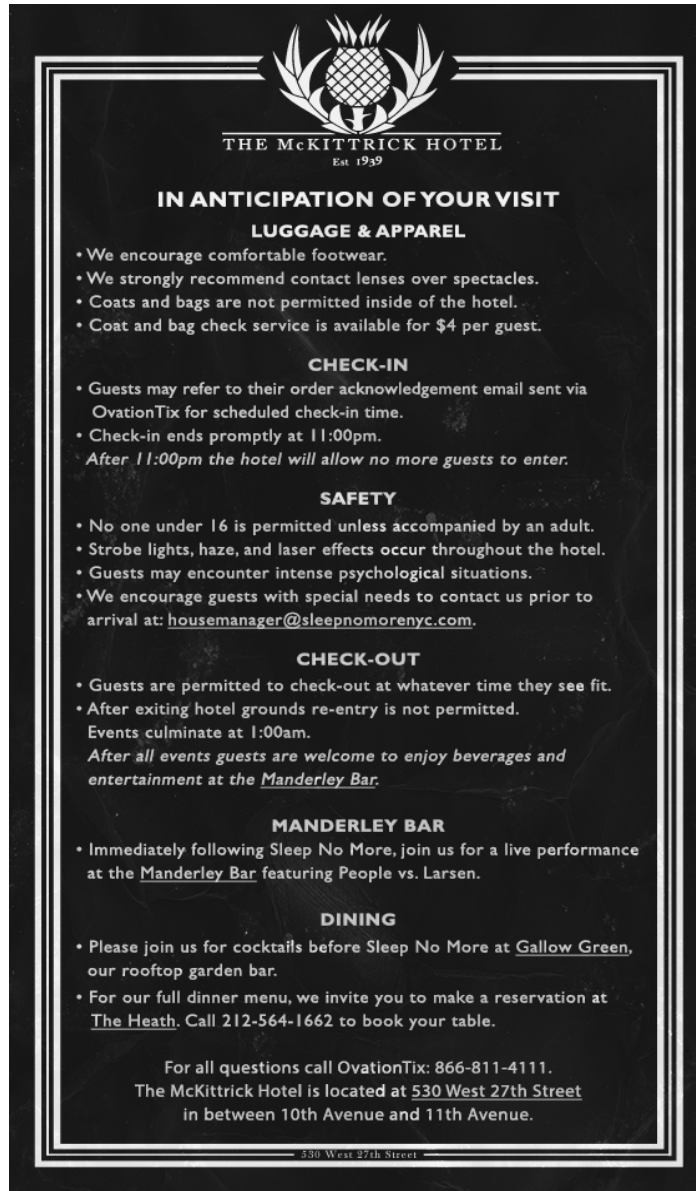 THE McKITTRICK HOTEL
Est 1939
IN ANTICIPATION OF YOUR VISIT
LUGGAGE & APPAREL
• We encourage comfortable footwear.
• We strongly recommend contact lenses over spectacles.
• Coats and bags are not permitted inside of the hotel.
• Coat and bag check service is available for $4 per guest.
CHECK-IN
• Guests may refer to their order acknowledgement email sent via
OvationTix for scheduled check-in time.
• Check-in ends promptly at 11:00pm.
After 11:00pm the hotel will allow no more guests to enter.
SAFETY
• No one under 16 is permitted unless accompanied by an adult.
• Strobe lights, haze, and laser effects occur throughout the hotel.
• Guests may encounter intense psychological situations.
• We encourage guests with special needs to contact us prior to
arrival at: housemanager@sleepnomorenyc.com.
CHECK-OUT
• Guests are permitted to check-out at whatever time they see fit.
• After exiting hotel grounds re-entry is not permitted.
Events culminate at 1:00am.
After all events guests are welcome to enjoy beverages and
entertainment at the Manderley Bar.
MANDERLEY BAR
• Immediately following Sleep No More, join us for a live performance
at the Manderley Bar featuring People vs. Larsen.
DINING
• Please join us for cocktails before Sleep No More at Gallow Green,
our rooftop garden bar.
• For our full dinner menu, we invite you to make a reservation at
The Heath. Call 212-564-1662 to book your table.
For all questions call OvationTix: 866-811-4111.
The McKittrick Hotel is located at 530 West 27th Street
in between 10th Avenue and 11th Avenue.
530 West 27th Street